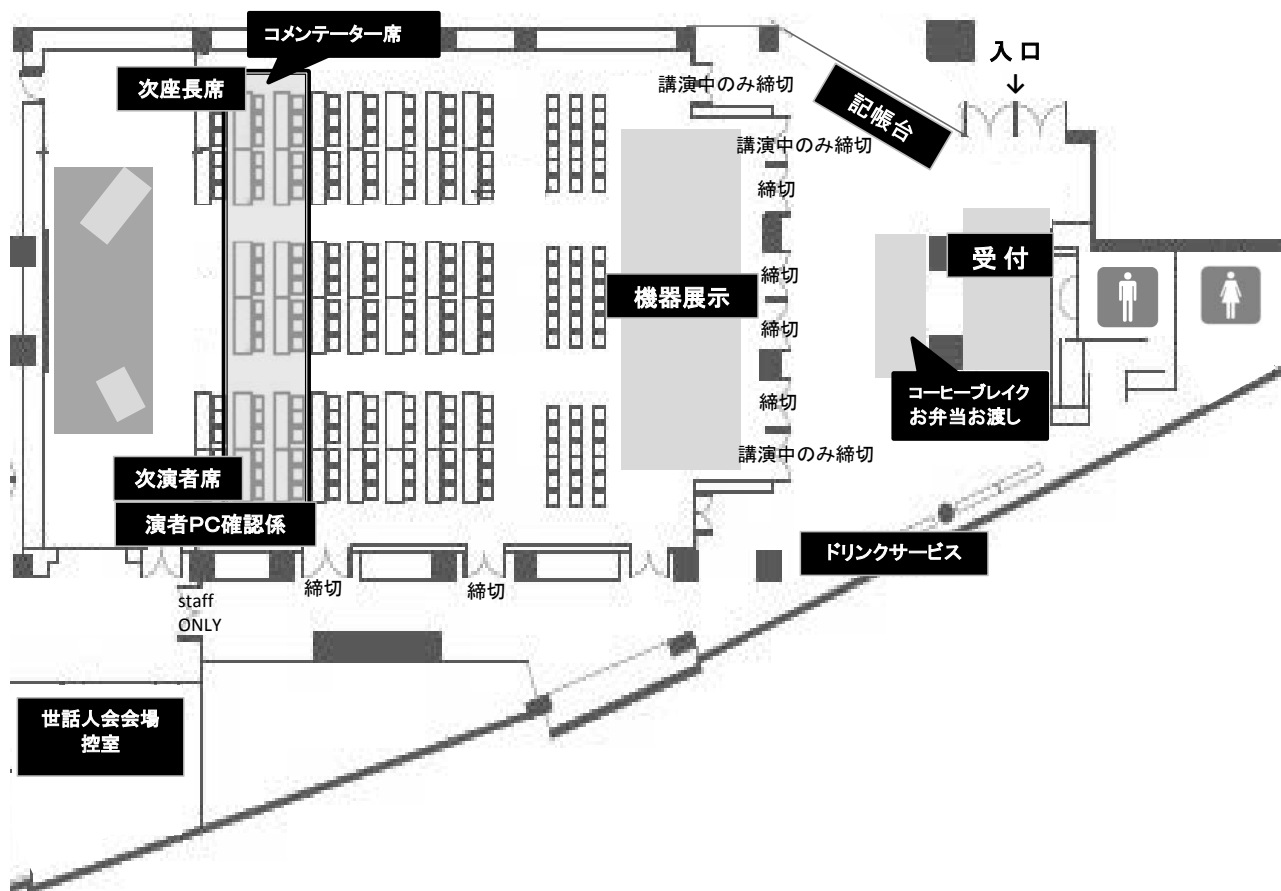 コメンテーター席
入口
↓
次座長席
講演中のみ締切
記帳台
講演中のみ締切
締切
受付
締切
機器展示
締切
コーヒーブレイク
お弁当お渡し
締切
講演中のみ締切
次演者席
演者PC確認係
ドリンクサービス
締切
締切
staff
ONLY
世話人会会場
控室